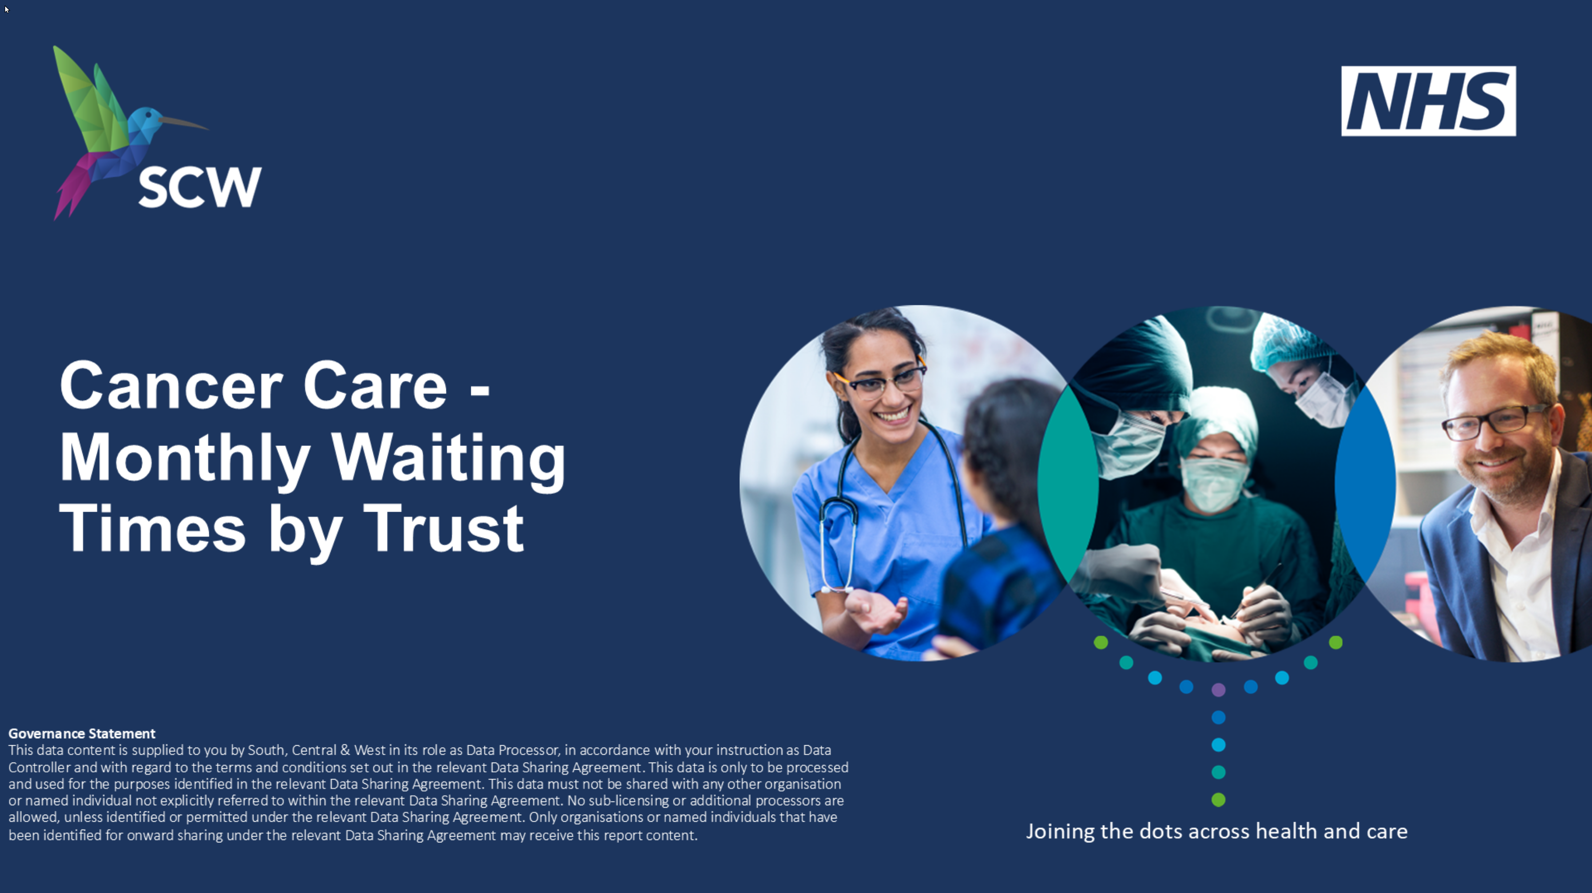 SCW
NHS
Cancer Care -
Monthly Waiting
Times by Trust
Governance Statement
This data content is supplied to you by South, Central & West in its role as Data Processor, in accordance with your instruction as Data
Controller and with regard to the terms and conditions set out in the relevant Data Sharing Agreement. This data is only to be processed
and used for the purposes identified in the relevant Data Sharing Agreement. This data must not be shared with any other organisation
or named individual not explicitly referred to within the relevant Data Sharing Agreement. No sub-licensing or additional processors are
allowed, unless identified or permitted under the relevant Data Sharing Agreement. Only organisations or named individuals that have
been identified for onward sharing under the relevant Data Sharing Agreement may receive this report content.
Joining the dots across health and care